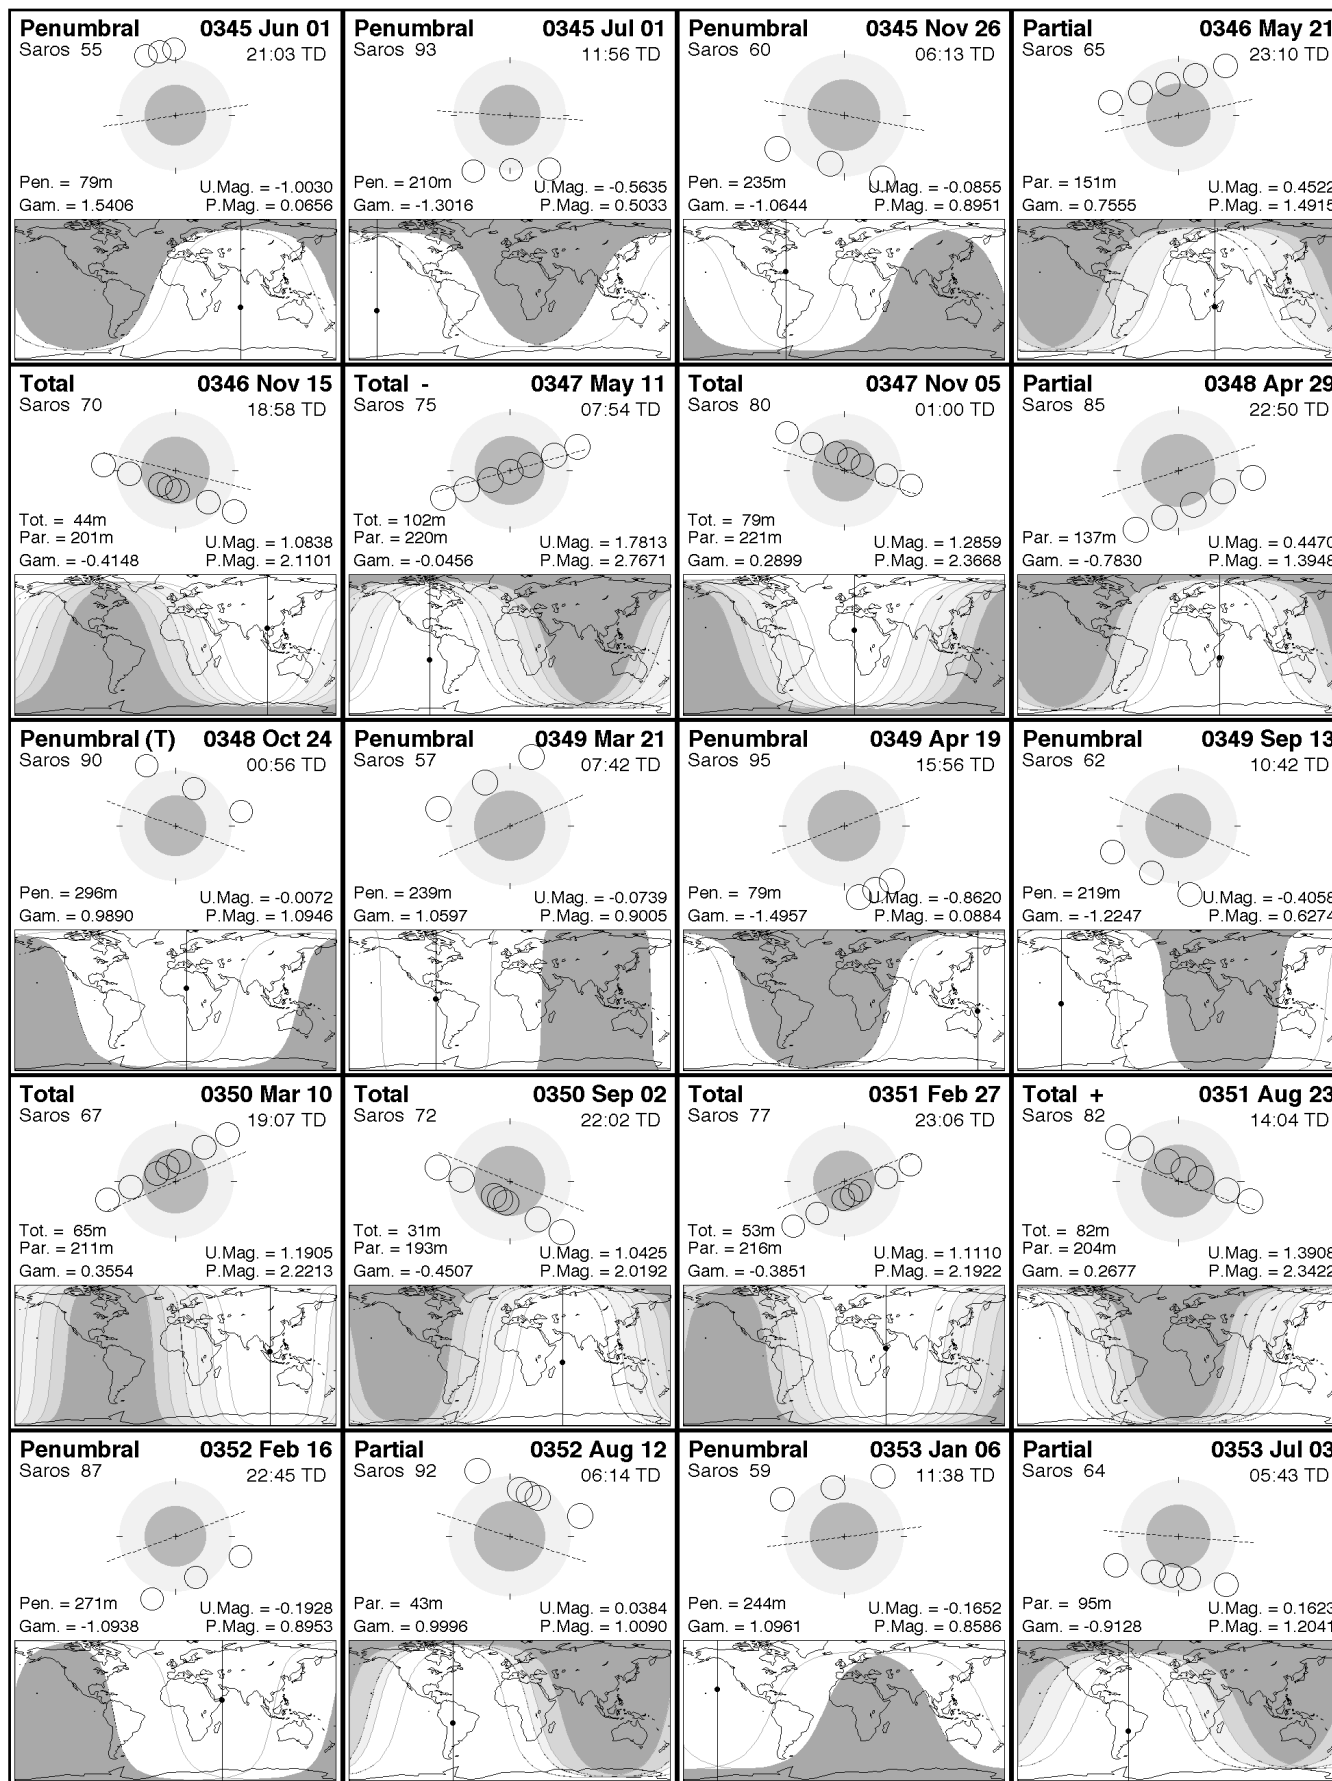 Penumbral 0345 Jun 01
Saros 55 21:03 TD
Pen. = 79m U.Mag. = -1.0030
Gam. = 1.5406 P.Mag. = 0.0656
Penumbral 0345 Jul 01
Saros 93 11:56 TD
Pen. = 210m U.Mag. = -0.5635
Gam. = -1.3016 P.Mag. = 0.5033
Penumbral 0345 Nov 26
Saros 60 06:13 TD
Pen. = 235m U.Mag. = -0.0855
Gam. = -1.0644 P.Mag. = 0.8951
Partial 0346 May 21
Saros 65 23:10 TD
Par. = 151m U.Mag. = 0.4522
Gam. = 0.7555 P.Mag. = 1.4915
Total 0346 Nov 15
Saros 70 18:58 TD
Tot. = 44m
Par. = 201m U.Mag. = 1.0838
Gam. = -0.4148 P.Mag. = 2.1101
Total - 0347 May 11
Saros 75 07:54 TD
Tot. = 102m
Par. = 220m U.Mag. = 1.7813
Gam. = -0.0456 P.Mag. = 2.7671
Total 0347 Nov 05
Saros 80 01:00 TD
Tot. = 79m
Par. = 221m U.Mag. = 1.2859
Gam. = 0.2899 P.Mag. = 2.3668
Partial 0348 Apr 29
Saros 85 22:50 TD
Par. = 137m U.Mag. = 0.4470
Gam. = -0.7830 P.Mag. = 1.3948
Penumbral (T) 0348 Oct 24
Saros 90 00:56 TD
Pen. = 296m U.Mag. = -0.0072
Gam. = 0.9890 P.Mag. = 1.0946
Penumbral 0349 Mar 21
Saros 57 07:42 TD
Pen. = 239m U.Mag. = -0.0739
Gam. = 1.0597 P.Mag. = 0.9005
Penumbral 0349 Apr 19
Saros 95 15:56 TD
Pen. = 79m U.Mag. = -0.8620
Gam. = -1.4957 P.Mag. = 0.0884
Penumbral 0349 Sep 13
Saros 62 10:42 TD
Pen. = 219m U.Mag. = -0.4058
Gam. = -1.2247 P.Mag. = 0.6274
Total 0350 Mar 10
Saros 67 19:07 TD
Tot. = 65m
Par. = 211m U.Mag. = 1.1905
Gam. = 0.3554 P.Mag. = 2.2213
Total 0350 Sep 02
Saros 72 22:02 TD
Tot. = 31m
Par. = 193m U.Mag. = 1.0425
Gam. = -0.4507 P.Mag. = 2.0192
Total 0351 Feb 27
Saros 77 23:06 TD
Tot. = 53m
Par. = 216m U.Mag. = 1.1110
Gam. = -0.3851 P.Mag. = 2.1922
Total + 0351 Aug 23
Saros 82 14:04 TD
Tot. = 82m
Par. = 204m U.Mag. = 1.3908
Gam. = 0.2677 P.Mag. = 2.3422
Penumbral 0352 Feb 16
Saros 87 22:45 TD
Pen. = 271m U.Mag. = -0.1928
Gam. = -1.0938 P.Mag. = 0.8953
Partial 0352 Aug 12
Saros 92 06:14 TD
Par. = 43m U.Mag. = 0.0384
Gam. = 0.9996 P.Mag. = 1.0090
Penumbral 0353 Jan 06
Saros 59 11:38 TD
Pen. = 244m U.Mag. = -0.1652
Gam. = 1.0961 P.Mag. = 0.8586
Partial 0353 Jul 03
Saros 64 05:43 TD
Par. = 95m U.Mag. = 0.1623
Gam. = -0.9128 P.Mag. = 1.2041